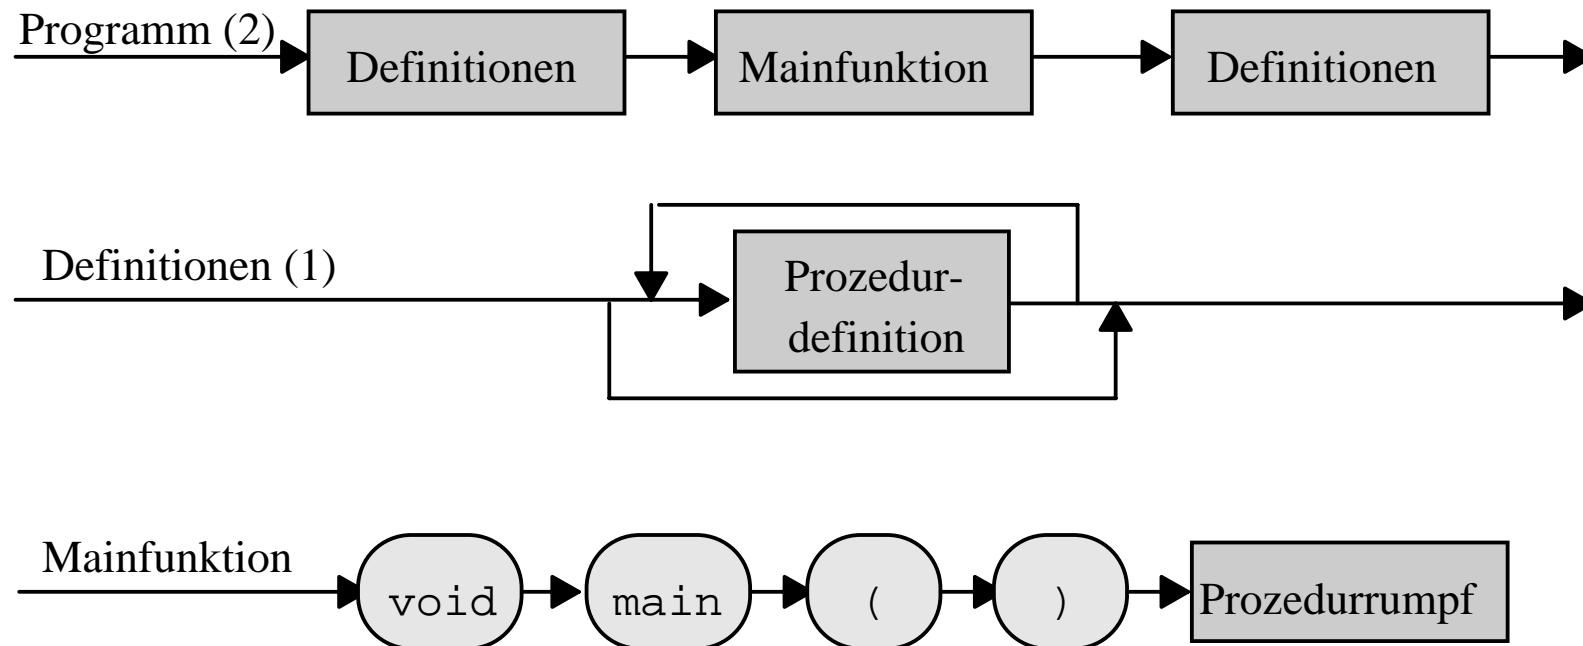 Programm (2)
Definitionen
Mainfunktion
Definitionen
Definitionen (1)
Prozedur-
definition
Mainfunktion
void
main
(
)
Prozedurrumpf